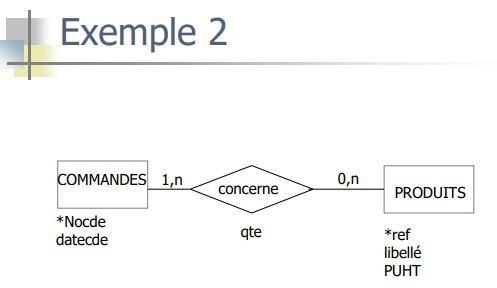 Exemple 2
COMMANDES 1,n concerne 0,n PRODUITS
*Nocde
datecde
qte
*ref
libellé
PUHT